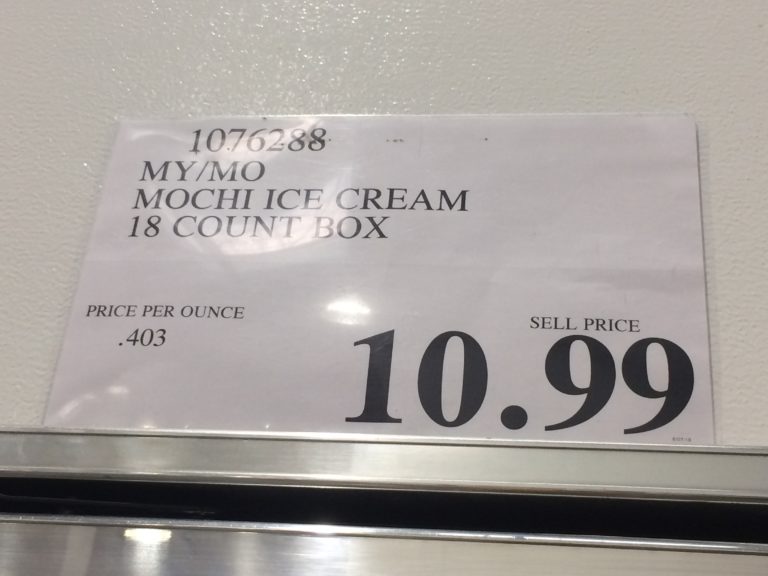 1076288
MY/MO
MOCHI ICE CREAM
18 COUNT BOX
PRICE PER OUNCE
.403
SELL PRICE
10.99